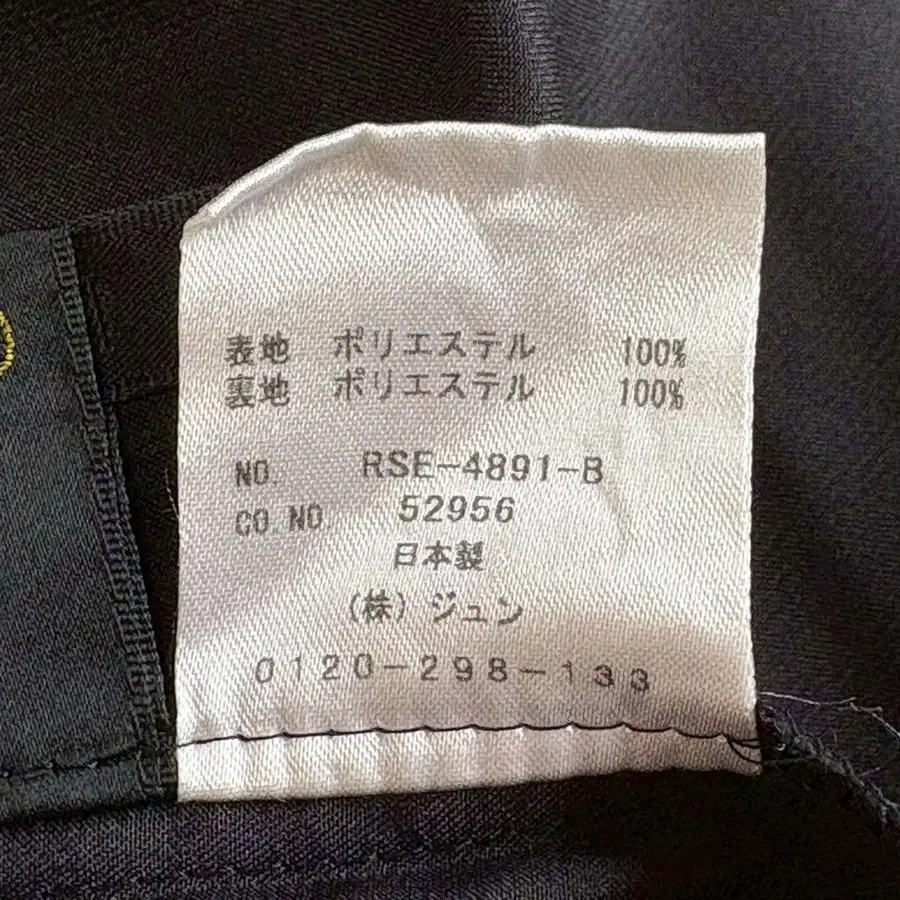 表地 ポリエステル 100%
裏地 ポリエステル 100%
NO. RSE-4891-B
CO.NO 52956
日本製
(株)ジュン
0120-298-133